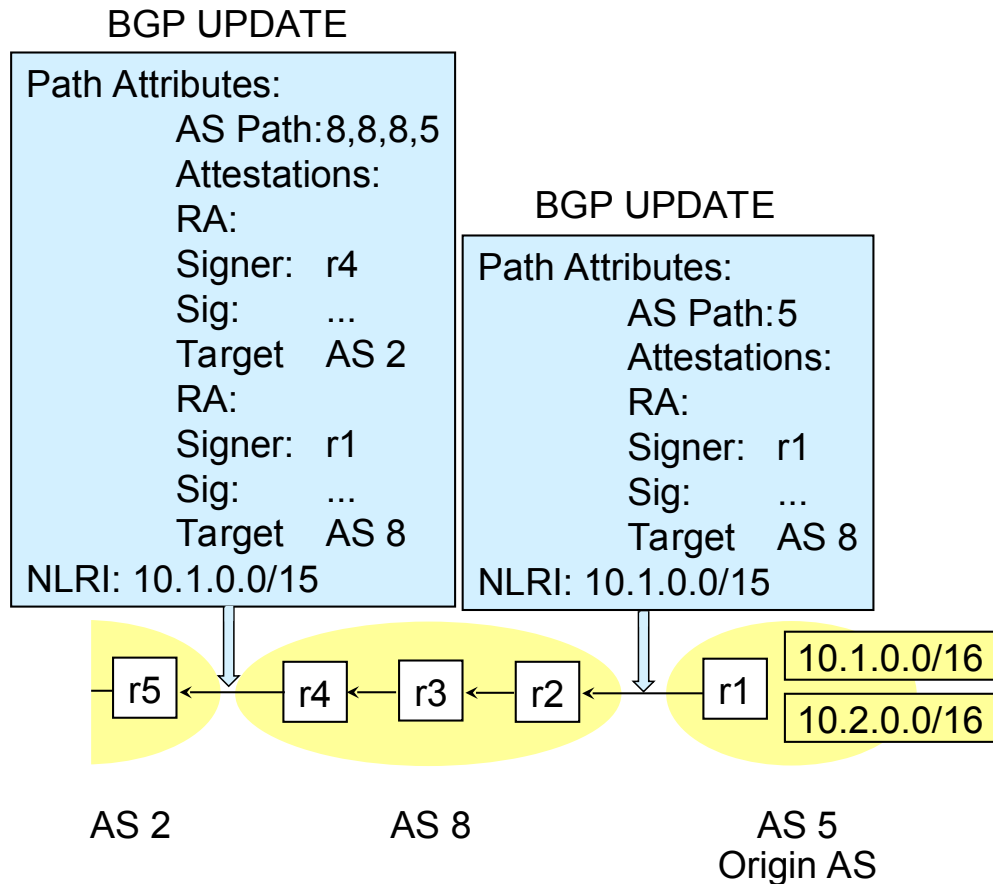 BGP UPDATE
Path Attributes:
AS Path:8,8,8,5
Attestations:
RA:
Signer: r4
Sig: ...
Target AS 2
RA:
Signer: r1
Sig: ...
Target AS 8
NLRI: 10.1.0.0/15
BGP UPDATE
Path Attributes:
AS Path:5
Attestations:
RA:
Signer: r1
Sig: ...
Target AS 8
NLRI: 10.1.0.0/15
r5
r4
r3
r2
r1
10.1.0.0/16
10.2.0.0/16
AS 2
AS 8
AS 5
Origin AS